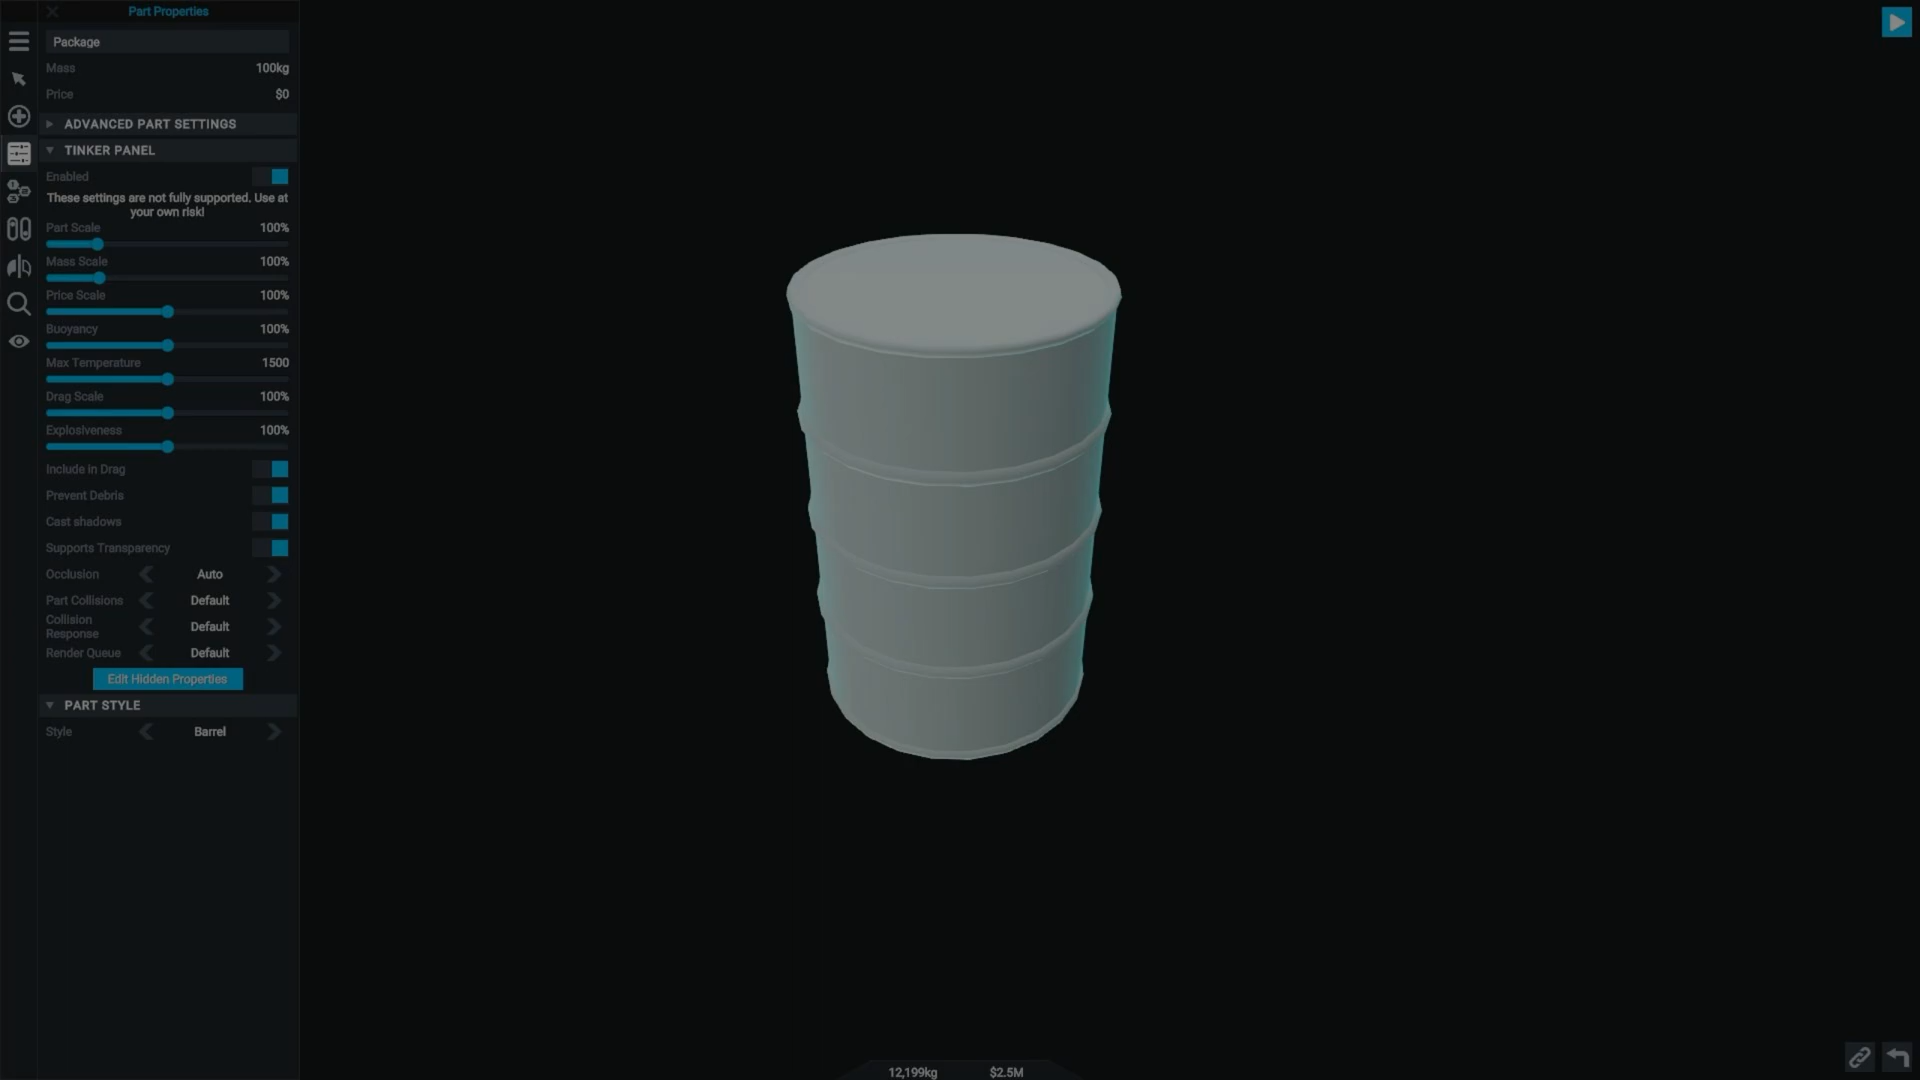 Part Properties
Package
Mass 100kg
Price $0
ADVANCED PART SETTINGS
TINKER PANEL
Enabled
These settings are not fully supported. Use at
your own risk!
Part Scale 100%
Mass Scale 100%
Price Scale 100%
Buoyancy 100%
Max Temperature 1500
Drag Scale 100%
Explosiveness 100%
Include in Drag
Prevent Debris
Cast shadows
Supports Transparency
Occlusion Auto
Part Collisions Default
Collision
Response Default
Render Queue Default
Edit Hidden Properties
PART STYLE
Style Barrel
12,199kg $2.5M